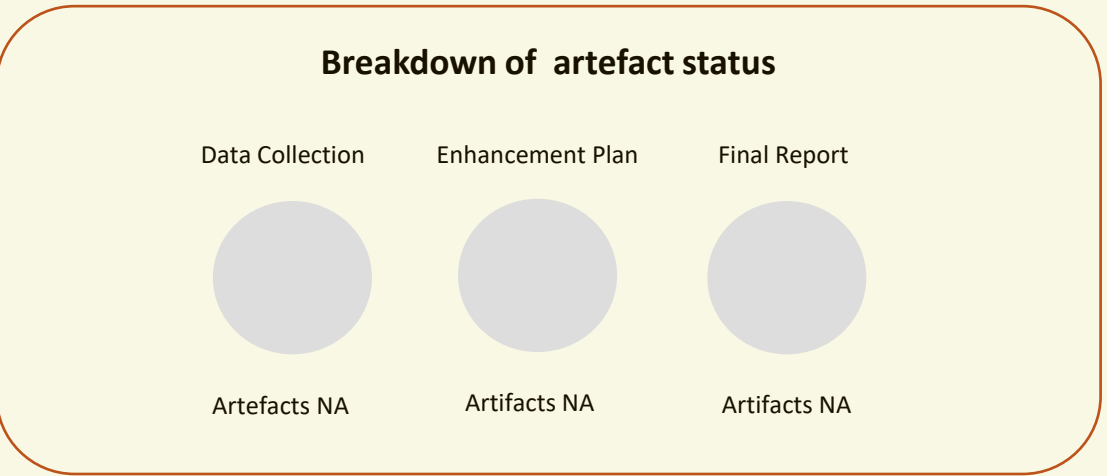 Breakdown of  artefact status
Data Collection
Enhancement Plan
Final Report
Artefacts NA
Artifacts NA
Artifacts NA